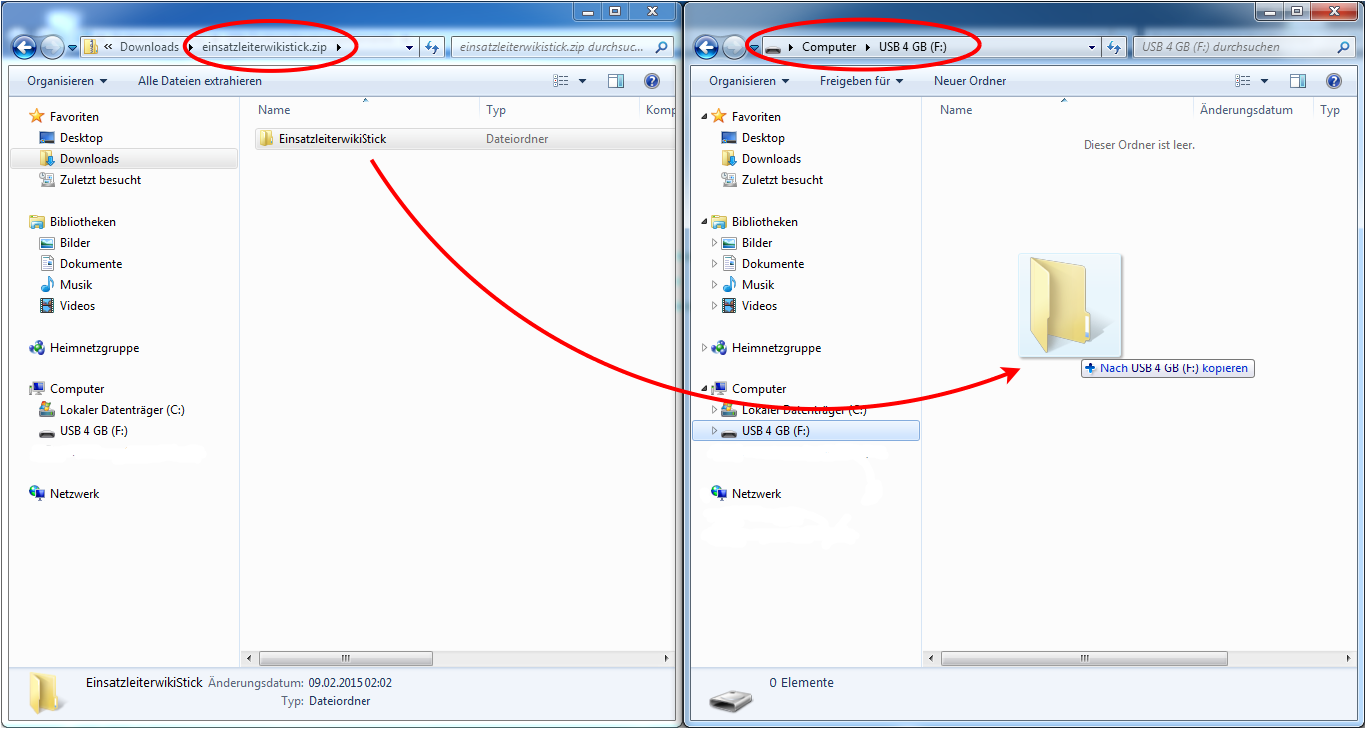 « Downloads einsatzleiterwikistick.zip
einsatzleiterwikistick.zip durchsuc...
Organisieren Alle Dateien extrahieren
Name Typ Komp
EinsatzleiterwikiStick Dateiordner
Favoriten
Desktop
Downloads
Zuletzt besucht
Bibliotheken
Bilder
Dokumente
Musik
Videos
Heimnetzgruppe
Computer
Lokaler Datenträger (C:)
USB 4 GB (F:)
Netzwerk
EinsatzleiterwikiStick Änderungsdatum: 09.02.2015 02:02
Typ: Dateiordner
Computer USB 4 GB (F:)
USB 4 GB (F:) durchsuchen
Organisieren Freigeben für Neuer Ordner
Name Änderungsdatum Typ
Dieser Ordner ist leer.
Favoriten
Desktop
Downloads
Zuletzt besucht
Bibliotheken
Bilder
Dokumente
Musik
Videos
Heimnetzgruppe
Computer
Lokaler Datenträger (C:)
USB 4 GB (F:)
Netzwerk
Nach USB 4 GB (F:) kopieren
0 Elemente